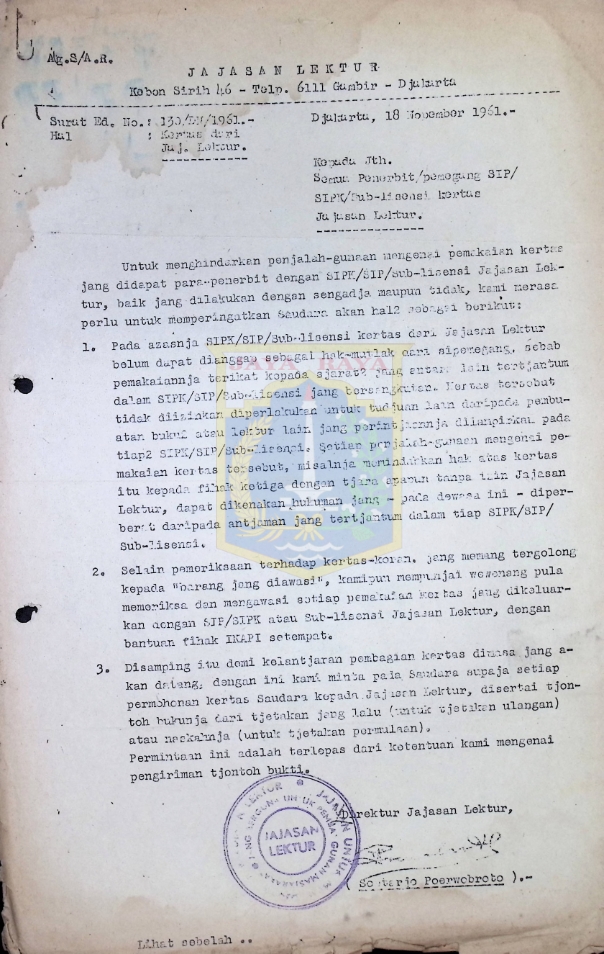 Mg.S/A.R.
JAJASAN LEKTUR
Kebon Sirih 46 - Telp. 6111 Gambir - Djakarta
Surat Ed. No.: 130/DM/1961.-
Djakarta, 18 November 1961.-
Hal : Kertas dari
Jaj. Lektur.
Kepada Jth.
Semua Penerbit/pemegang SIP/
SIPK/Sub-lisensi kertas
Jajasan Lektur.
Untuk menghindarkan penjalah-gunaan mengenai pemakaian kertas
jang didapat para penerbit dengan SIPK/SIP/Sub-lisensi Jajasan Lek-
tur, baik jang dilakukan dengan sengadja maupun tidak, kami merasa
perlu untuk memperingatkan Saudara akan hal2 sebagai berikut:
1. Pada azasnja SIPK/SIP/Sub-lisensi kertas dari Jajasan Lektur
belum dapat dianggap sebagai hak-mutlak dari sipemegang, sebab
pemakaiannja terikat kepada sjarat2 jang antara lain tertjantum
dalam SIPK/SIP/Sub-lisensi jang bersangkutan. Kertas tersebut
tidak diizinkan diperlakukan untuk tudjuan lain daripada pembu-
atan buku2 atau lektur lain jang perintjiannja dilampirkan pada
tiap2 SIPK/SIP/Sub-lisensi. Setiap penjalah-gunaan mengenai pe-
makaian kertas tersebut, misalnja memindahkan hak atas kertas
itu kepada fihak ketiga dengan tjara apapun tanpa izin Jajasan
Lektur, dapat dikenakan hukuman jang - pada dewasa ini - diper-
berat daripada antjaman jang tertjantum dalam tiap SIPK/SIP/
Sub-lisensi.
2. Selain pemeriksaan terhadap kertas-koran, jang memang tergolong
kepada "barang jang diawasi", kamipun mempunjai wewenang pula
memeriksa dan mengawasi setiap pemakaian kertas jang dikeluar-
kan dengan SIP/SIPK atau Sub-lisensi Jajasan Lektur, dengan
bantuan fihak IKAPI setempat.
3. Disamping itu demi kelantjaran pembagian kertas dimasa jang a-
kan datang, dengan ini kami minta pula Saudara supaja setiap
permohonan kertas Saudara kepada Jajasan Lektur, disertai tjon-
toh bukunja dari tjetakan jang lalu (untuk tjetakan ulangan)
atau naskahnja (untuk tjetakan permulaan).
Permintaan ini adalah terlepas dari ketentuan kami mengenai
pengiriman tjontoh bukti.
Direktur Jajasan Lektur,
JAJASAN
LEKTUR
( Soetarjo Poerwobroto ).-
Lihat sebelah ..
JAYA RAYA